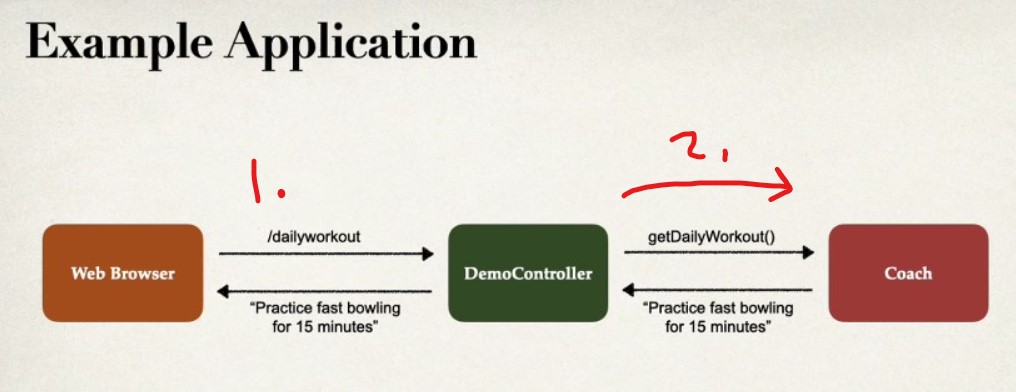 Example Application
1.
2.
/dailyworkout
getDailyWorkout()
Web Browser
DemoController
Coach
“Practice fast bowling
for 15 minutes”
“Practice fast bowling
for 15 minutes”